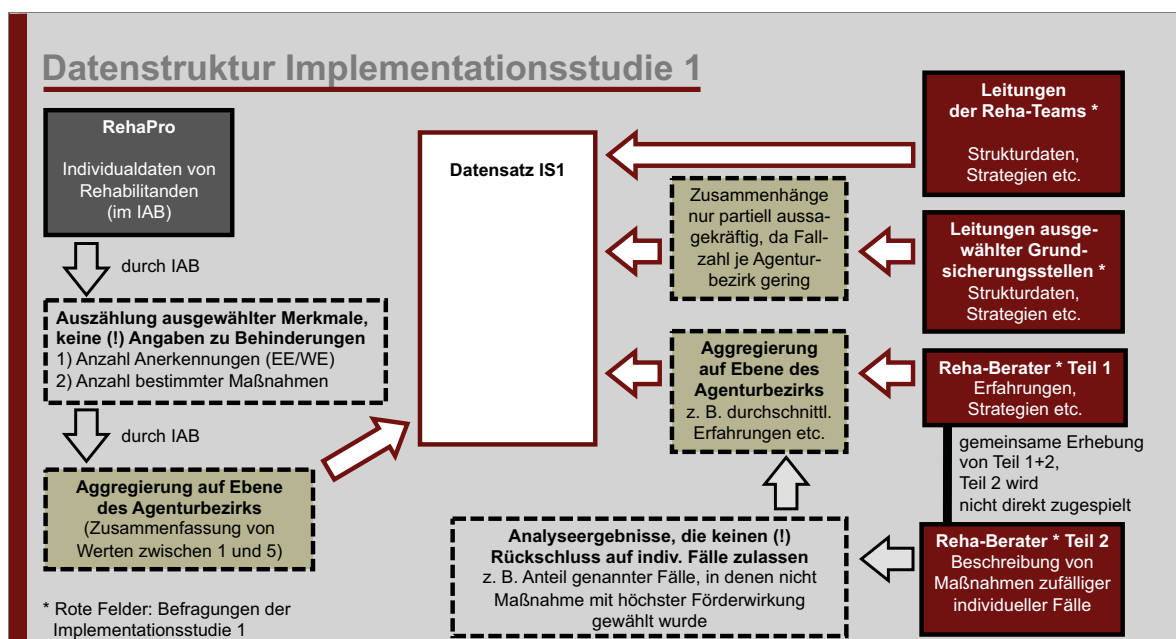 Datenstruktur Implementationsstudie 1
RehaPro
Individualdaten von
Rehabilitanden
(im IAB)
durch IAB
Auszählung ausgewählter Merkmale,
keine (!) Angaben zu Behinderungen
1) Anzahl Anerkennungen (EE/WE)
2) Anzahl bestimmter Maßnahmen
durch IAB
Aggregierung auf Ebene
des Agenturbezirks
(Zusammenfassung von
Werten zwischen 1 und 5)
* Rote Felder: Befragungen der
Implementationsstudie 1
Datensatz IS1
Zusammenhänge
nur partiell aussa-
gekräftig, da Fall-
zahl je Agentur-
bezirk gering
Aggregierung
auf Ebene des
Agenturbezirks
z. B. durchschnittl.
Erfahrungen etc.
Analyseergebnisse, die keinen (!)
Rückschluss auf indiv. Fälle zulassen
z. B. Anteil genannter Fälle, in denen nicht
Maßnahme mit höchster Förderwirkung
gewählt wurde
Leitungen
der Reha-Teams *
Strukturdaten,
Strategien etc.
Leitungen ausge-
wählter Grund-
sicherungsstellen *
Strukturdaten,
Strategien etc.
Reha-Berater * Teil 1
Erfahrungen,
Strategien etc.
gemeinsame Erhebung
von Teil 1+2,
Teil 2 wird
nicht direkt zugespielt
Reha-Berater * Teil 2
Beschreibung von
Maßnahmen zufälliger
individueller Fälle